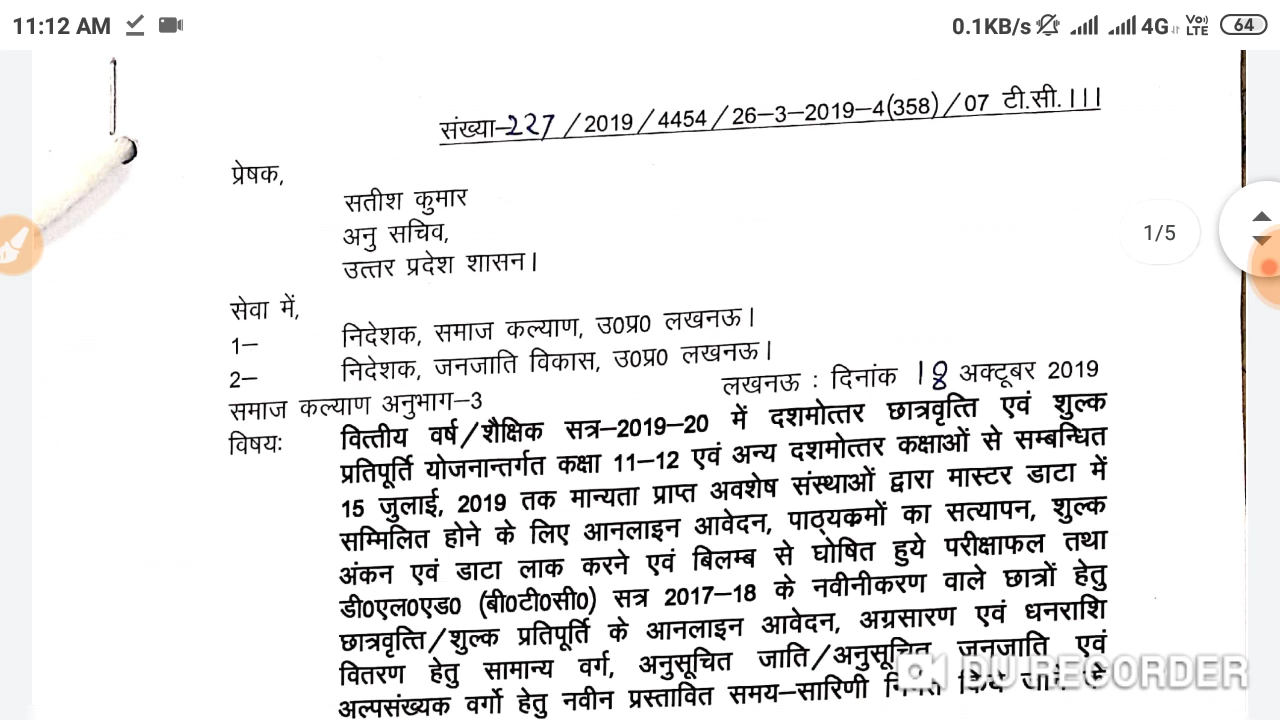 11:12 AM
0.1KB/s 4G Vo) LTE 64
संख्या-227/2019/4454/26-3-2019-4(358)/07 टी.सी.।।।
प्रेषक,
सतीश कुमार
अनु सचिव,
उत्तर प्रदेश शासन।
1/5
सेवा में,
1— निदेशक, समाज कल्याण, उ0प्र0 लखनऊ।
2— निदेशक, जनजाति विकास, उ0प्र0 लखनऊ।
समाज कल्याण अनुभाग—3 लखनऊ : दिनांक 18 अक्टूबर 2019
विषयः वित्तीय वर्ष/शैक्षिक सत्र—2019—20 में दशमोत्तर छात्रवृत्ति एवं शुल्क
प्रतिपूर्ति योजनान्तर्गत कक्षा 11—12 एवं अन्य दशमोत्तर कक्षाओं से सम्बन्धित
15 जुलाई, 2019 तक मान्यता प्राप्त अवशेष संस्थाओं द्वारा मास्टर डाटा में
सम्मिलित होने के लिए आनलाइन आवेदन, पाठ्यक्रमों का सत्यापन, शुल्क
अंकन एवं डाटा लाक करने एवं बिलम्ब से घोषित हुये परीक्षाफल तथा
डी0एल0एड0 (बी0टी0सी0) सत्र 2017—18 के नवीनीकरण वाले छात्रों हेतु
छात्रवृत्ति/शुल्क प्रतिपूर्ति के आनलाइन आवेदन, अग्रसारण एवं धनराशि
वितरण हेतु सामान्य वर्ग, अनुसूचित जाति/अनुसूचित जनजाति एवं
अल्पसंख्यक वर्गो हेतु नवीन प्रस्तावित समय—सारिणी
DU RECORDER